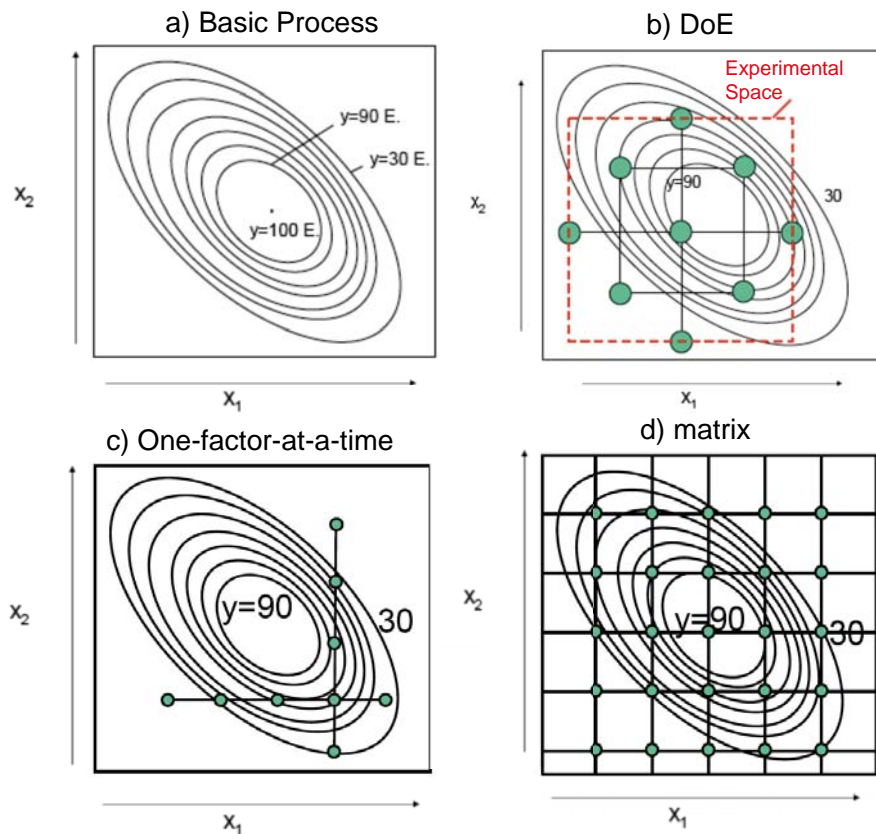 a) Basic Process
y=90 E.
y=30 E.
y=100 E.
x₂
x₁
b) DoE
Experimental
Space
y=90
30
x₂
x₁
c) One-factor-at-a-time
y=90
30
x₂
x₁
d) matrix
y=90
30
x₂
x₁